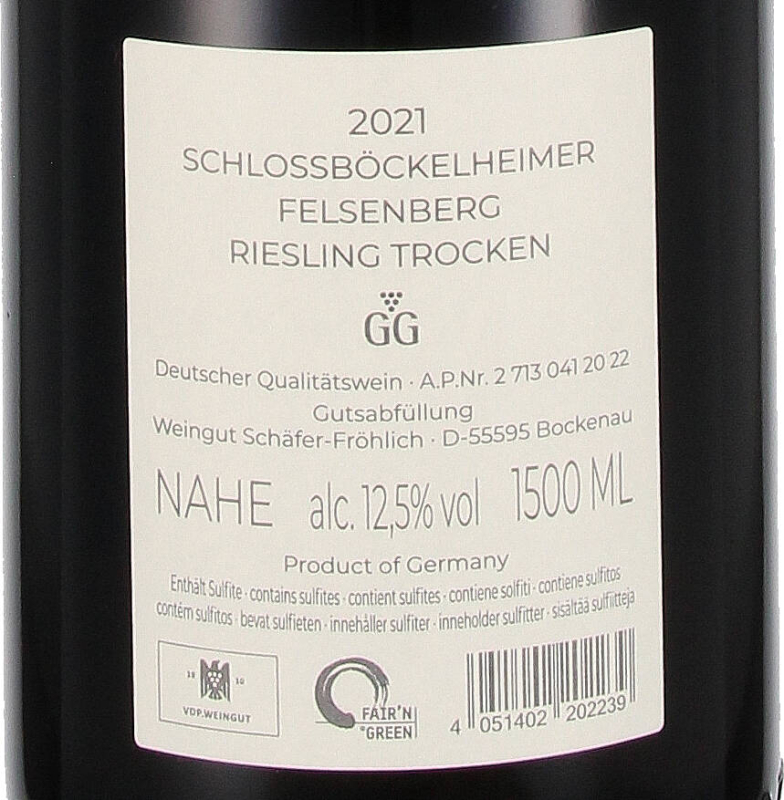 2021
SCHLOSSBÖCKELHEIMER
FELSENBERG
RIESLING TROCKEN
GG
Deutscher Qualitätswein · A.P.Nr. 2 713 041 20 22
Gutsabfüllung
Weingut Schäfer-Fröhlich · D-55595 Bockenau
NAHE alc. 12,5% vol 1500 ML
Product of Germany
Enthält Sulfite · contains sulfites · contient sulfites · contiene solfiti · contiene sulfitos
contém sulfitos · bevat sulfieten · innehåller sulfiter · inneholder sulfitter · sisältää sulfiitteja
19 10
VDP.WEINGUT
FAIR'N
GREEN
4 051402 202239